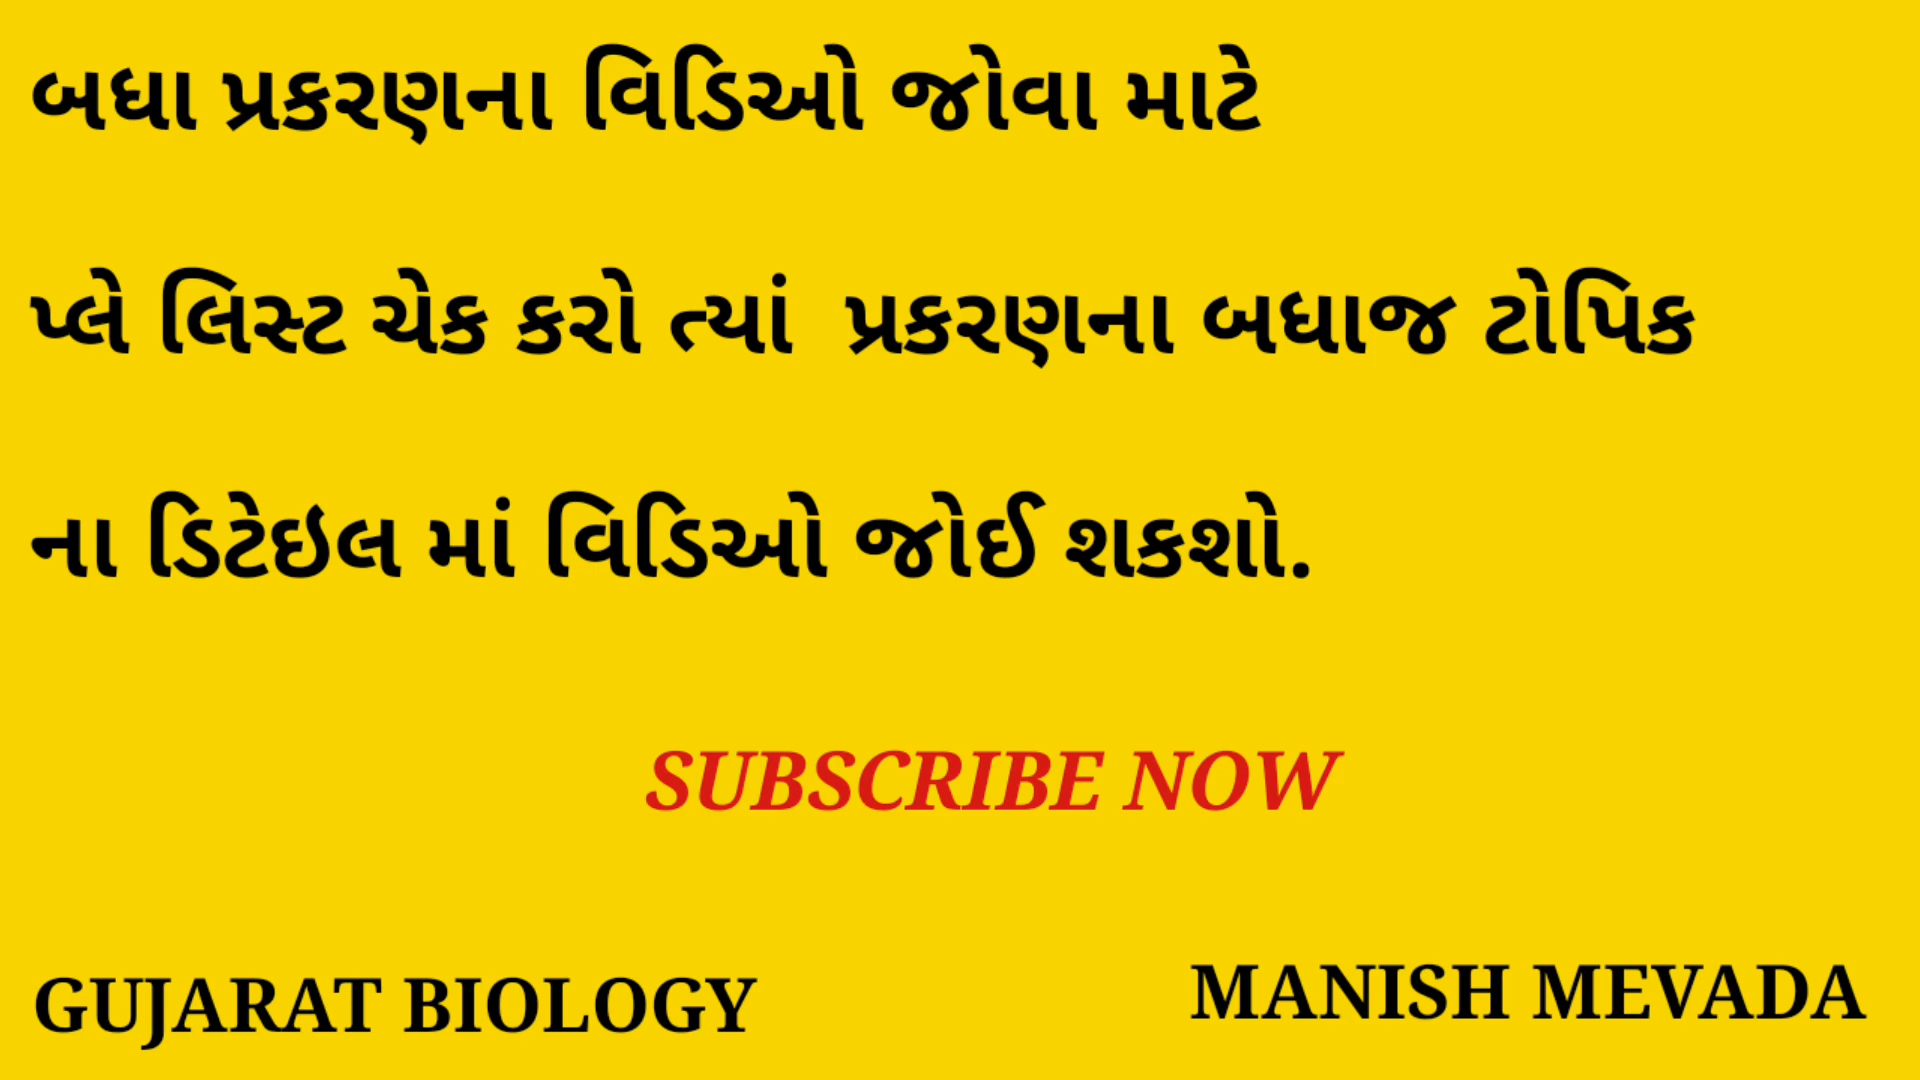 બધા પ્રકરણના વિડિઓ જોવા માટે
પ્લે લિસ્ટ ચેક કરો ત્યાં પ્રકરણના બધાજ ટોપિક
ના ડિટેઇલ માં વિડિઓ જોઈ શકશો.
SUBSCRIBE NOW
GUJARAT BIOLOGY
MANISH MEVADA